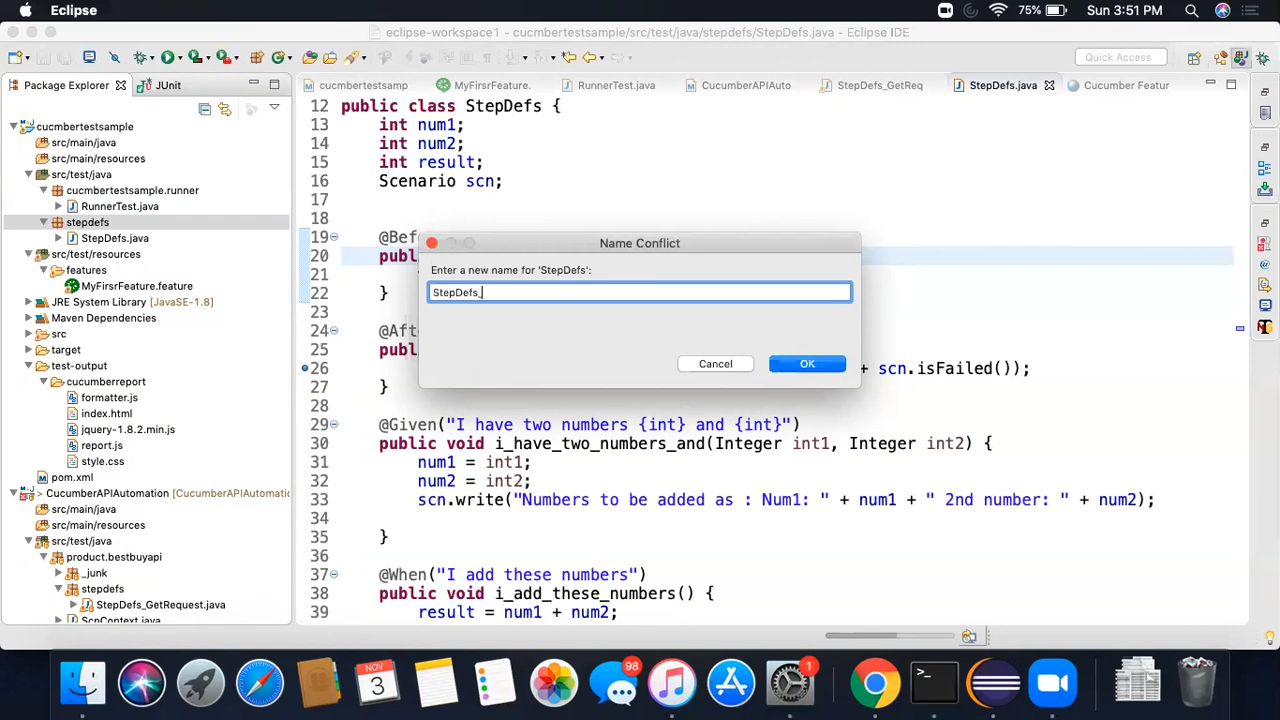 Eclipse
75%
Sun 3:51 PM
eclipse-workspace1 - cucmbertestsample/src/test/java/stepdefs/StepDefs.java - Eclipse IDE
Quick Access
Package Explorer
JUnit
cucmbertestsamp
MyFirsrFeature.
RunnerTest.java
CucumberAPIAuto
StepDefs_GetReq
StepDefs.java
Cucumber Featur
cucmbertestsample
src/main/java
src/main/resources
src/test/java
cucmbertestsample.runner
RunnerTest.java
stepdefs
StepDefs.java
src/test/resources
features
MyFirsrFeature.feature
JRE System Library [JavaSE-1.8]
Maven Dependencies
src
target
test-output
cucumberreport
formatter.js
index.html
jquery-1.8.2.min.js
report.js
style.css
pom.xml
> CucumberAPIAutomation [CucumberAPIAutomatic
src/main/java
src/main/resources
src/test/java
product.bestbuyapi
_junk
stepdefs
StepDefs_GetRequest.java
ScnContext.java
12 public class StepDefs {
13 int num1;
14 int num2;
15 int result;
16 Scenario scn;
17
18
19 @Bef
20 publ
21
22 }
23
24 @Aft
25 publ
26 + scn.isFailed());
27 }
28
29 @Given("I have two numbers {int} and {int}")
30 public void i_have_two_numbers_and(Integer int1, Integer int2) {
31 num1 = int1;
32 num2 = int2;
33 scn.write("Numbers to be added as : Num1: " + num1 + " 2nd number: " + num2);
34
35 }
36
37 @When("I add these numbers")
38 public void i_add_these_numbers() {
39 result = num1 + num2;
Name Conflict
Enter a new name for 'StepDefs':
StepDefs_
Cancel
OK
NOV
3
98
1